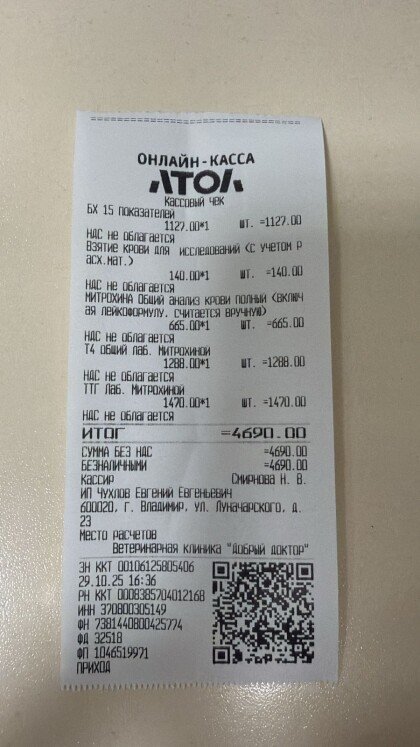 ОНЛАЙН-КАССА
АТОЛ
Кассовый чек
БХ 15 показателей
1127.00*1 шт. =1127.00
НДС не облагается
Взятие крови для исследований (с учетом р
асх.мат.)
140.00*1 шт. =140.00
НДС не облагается
МИТРОХИНА Общий анализ крови полный (включ
ая лейкоформулу, считается вручную)
665.00*1 шт. =665.00
НДС не облагается
Т4 общий Лаб. Митрохиной
1288.00*1 шт. =1288.00
НДС не облагается
ТТГ Лаб. Митрохиной
1470.00*1 шт. =1470.00
НДС не облагается
ИТОГ =4690.00
СУММА БЕЗ НДС =4690.00
БЕЗНАЛИЧНЫМИ =4690.00
Кассир Смирнова Н. В.
ИП Чухлов Евгений Евгеньевич
600020, г. Владимир, ул. Луначарского, д.
23
Место расчетов
Ветеринарная клиника "Добрый доктор"
ЗН ККТ 00106125805406
29.10.25 16:36
РН ККТ 0008385704012168
ИНН 370800305149
ФН 7381440800425774
ФД 32518
ФП 1046519971
ПРИХОД